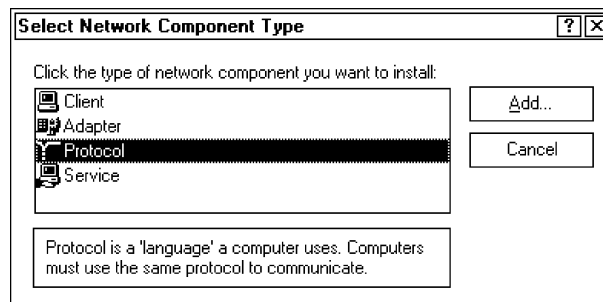 Select Network Component Type
Click the type of network component you want to install:
Client
Adapter
Protocol
Service
Add...
Cancel
Protocol is a 'language' a computer uses. Computers
must use the same protocol to communicate.